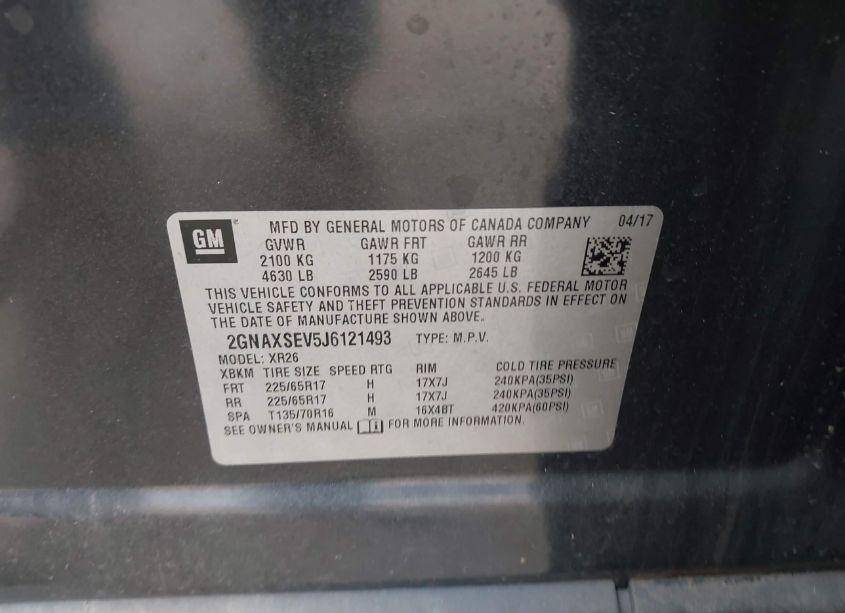 GM
MFD BY GENERAL MOTORS OF CANADA COMPANY 04/17
GVWR GAWR FRT GAWR RR
2100 KG 1175 KG 1200 KG
4630 LB 2590 LB 2645 LB
THIS VEHICLE CONFORMS TO ALL APPLICABLE U.S. FEDERAL MOTOR
VEHICLE SAFETY AND THEFT PREVENTION STANDARDS IN EFFECT ON
THE DATE OF MANUFACTURE SHOWN ABOVE.
2GNAXSEV5J6121493 TYPE: M.P.V.
MODEL: XR26
XBKM TIRE SIZE SPEED RTG RIM COLD TIRE PRESSURE
FRT 225/65R17 H 17X7J 240KPA(35PSI)
RR 225/65R17 H 17X7J 240KPA(35PSI)
SPA T135/70R16 M 16X4BT 420KPA(60PSI)
SEE OWNER'S MANUAL FOR MORE INFORMATION.